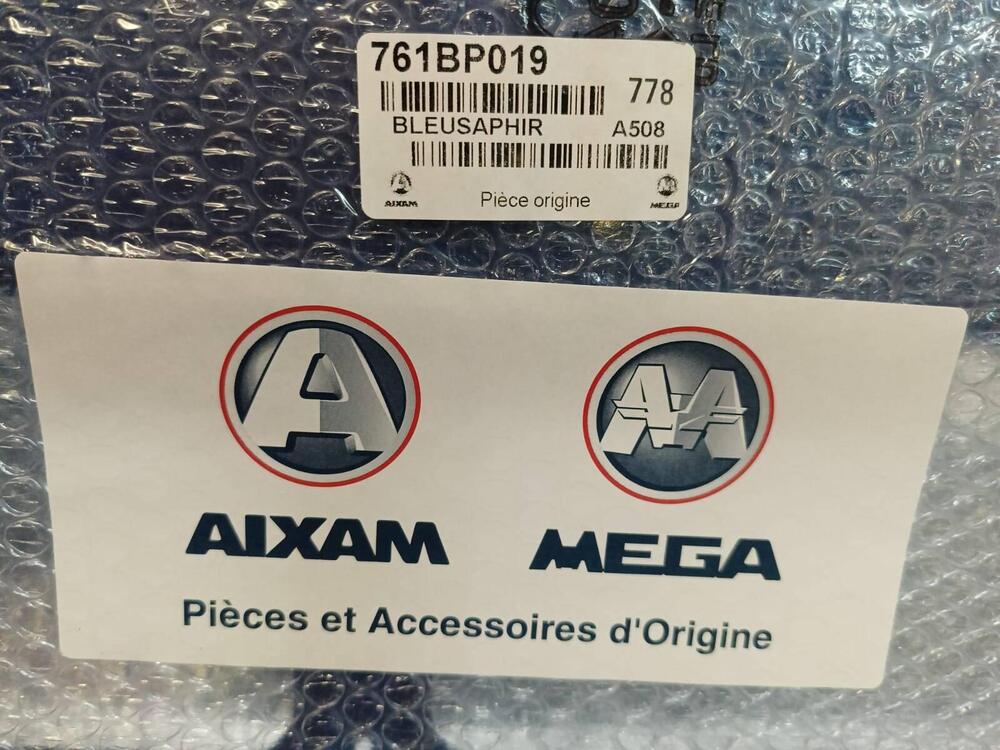 761BP019
778
BLEUSAPHIR A508
AIXAM Pièce origine MEGA
AIXAM MEGA
Pièces et Accessoires d'Origine